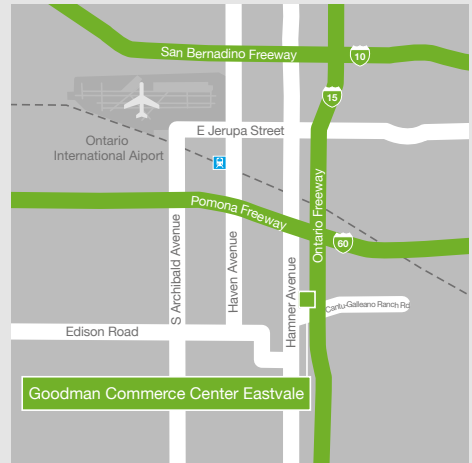 San Bernadino Freeway
10
15
E Jerupa Street
Ontario
International Aiport
Pomona Freeway
60
S Archibald Avenue
Haven Avenue
Hamner Avenue
Ontario Freeway
Cantu-Galleano Ranch Rd
Edison Road
Goodman Commerce Center Eastvale